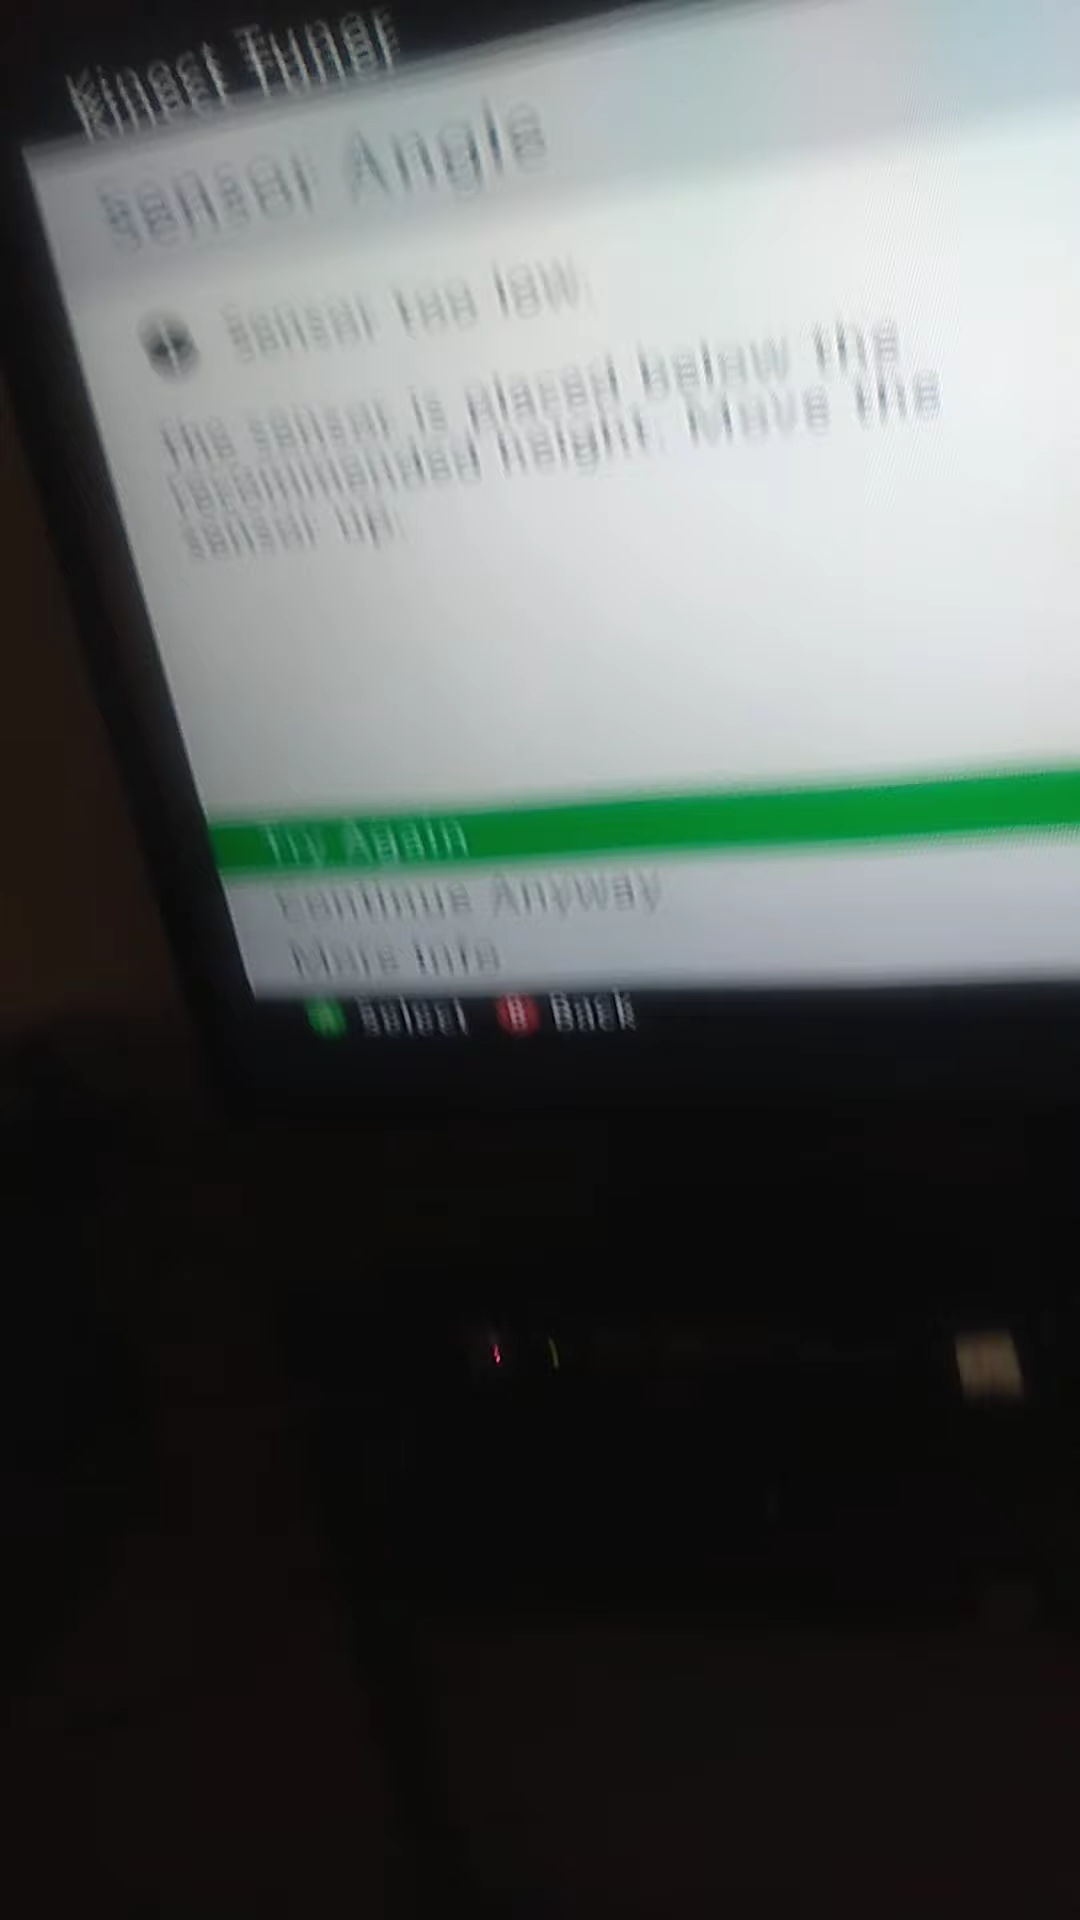 Kinect Tuner
Sensor Angle
Sensor too low.
The sensor is placed below the
recommended height. Move the
sensor up.
Try Again
Continue Anyway
More Info
A Select B Back